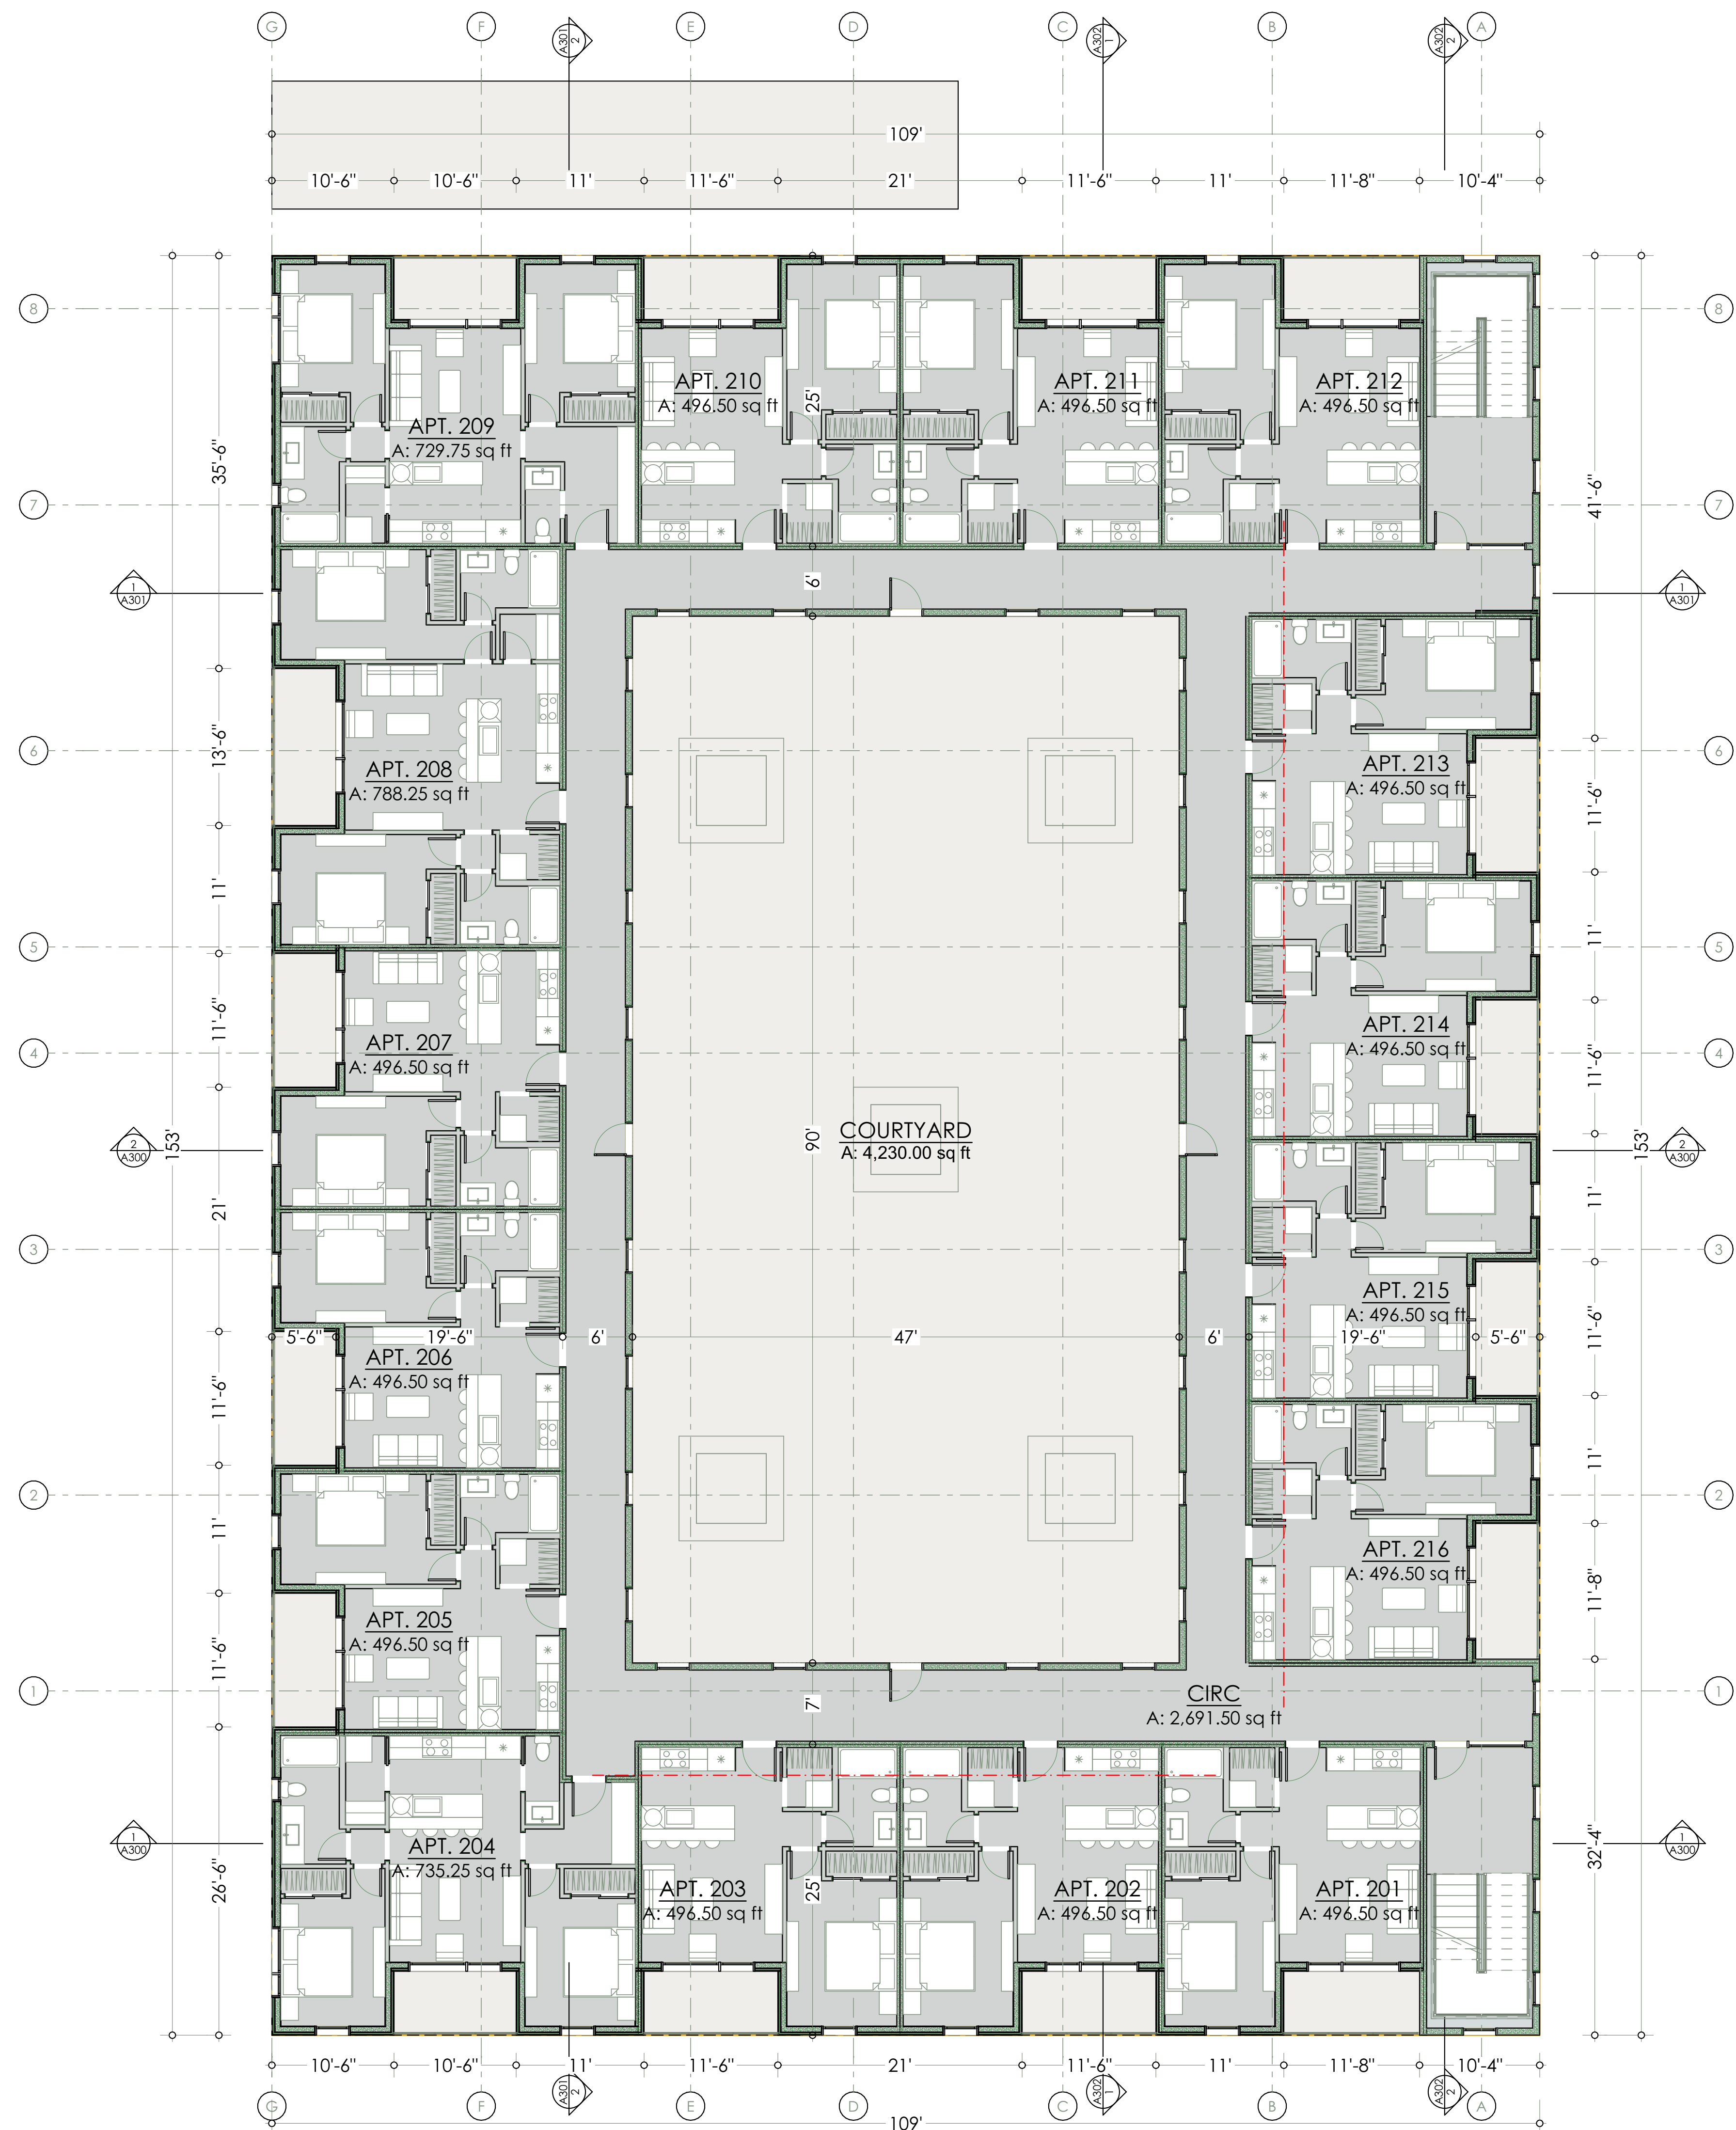 G F E D C B A
A301 2
A302 1
A302 2
109'
10'-6" 10'-6" 11' 11'-6" 21' 11'-6" 11' 11'-8" 10'-4"
8 8
APT. 210
A: 496.50 sq ft
APT. 211
A: 496.50 sq ft
APT. 212
A: 496.50 sq ft
25'
APT. 209
A: 729.75 sq ft
35'-6"
41'-6"
7 7
1 A301
6'
1 A301
6 6
13'-6"
APT. 208
A: 788.25 sq ft
APT. 213
A: 496.50 sq ft
11'-6"
11'
5 5
11'
11'-6"
APT. 207
A: 496.50 sq ft
APT. 214
A: 496.50 sq ft
4 4
11'-6"
COURTYARD
A: 4,230.00 sq ft
90'
2 A300
153'
153'
2 A300
11'
21'
3 3
APT. 215
A: 496.50 sq ft
11'-6"
5'-6" 19'-6" 6' 47' 6' 19'-6" 5'-6"
APT. 206
A: 496.50 sq ft
11'-6"
11'
2 2
11'
APT. 216
A: 496.50 sq ft
11'-8"
APT. 205
A: 496.50 sq ft
11'-6"
1 1
7'
CIRC
A: 2,691.50 sq ft
1 A300
1 A300
APT. 204
A: 735.25 sq ft
26'-6"
32'-4"
APT. 203
A: 496.50 sq ft
25'
APT. 202
A: 496.50 sq ft
APT. 201
A: 496.50 sq ft
10'-6" 10'-6" 11' 11'-6" 21' 11'-6" 11' 11'-8" 10'-4"
A301 2
A302 1
A302 2
G F E D C B A
109'